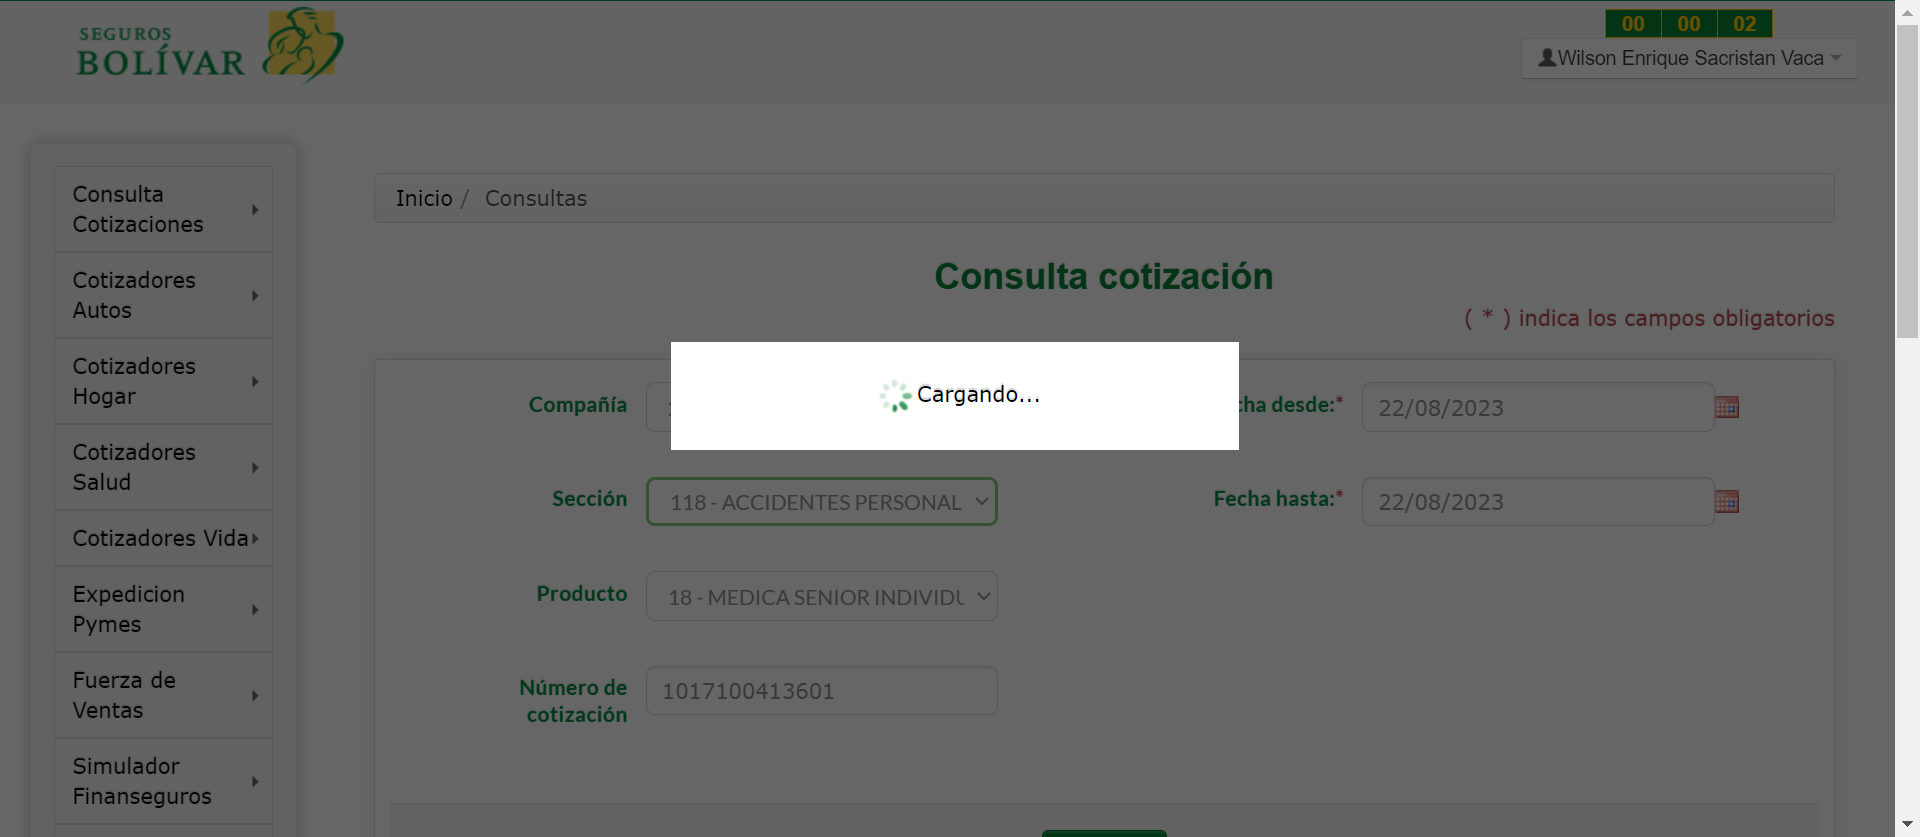 SEGUROS
BOLÍVAR
00 00 02
Wilson Enrique Sacristan Vaca
Consulta
Cotizaciones
Cotizadores
Autos
Cotizadores
Hogar
Cotizadores
Salud
Cotizadores Vida
Expedicion
Pymes
Fuerza de
Ventas
Simulador
Finanseguros
Inicio / Consultas
Consulta cotización
( * ) indica los campos obligatorios
Compañía
cha desde:* 22/08/2023
Cargando...
Sección 118 - ACCIDENTES PERSONAL
Fecha hasta:* 22/08/2023
Producto 18 - MEDICA SENIOR INDIVIDU
Número de
cotización
1017100413601